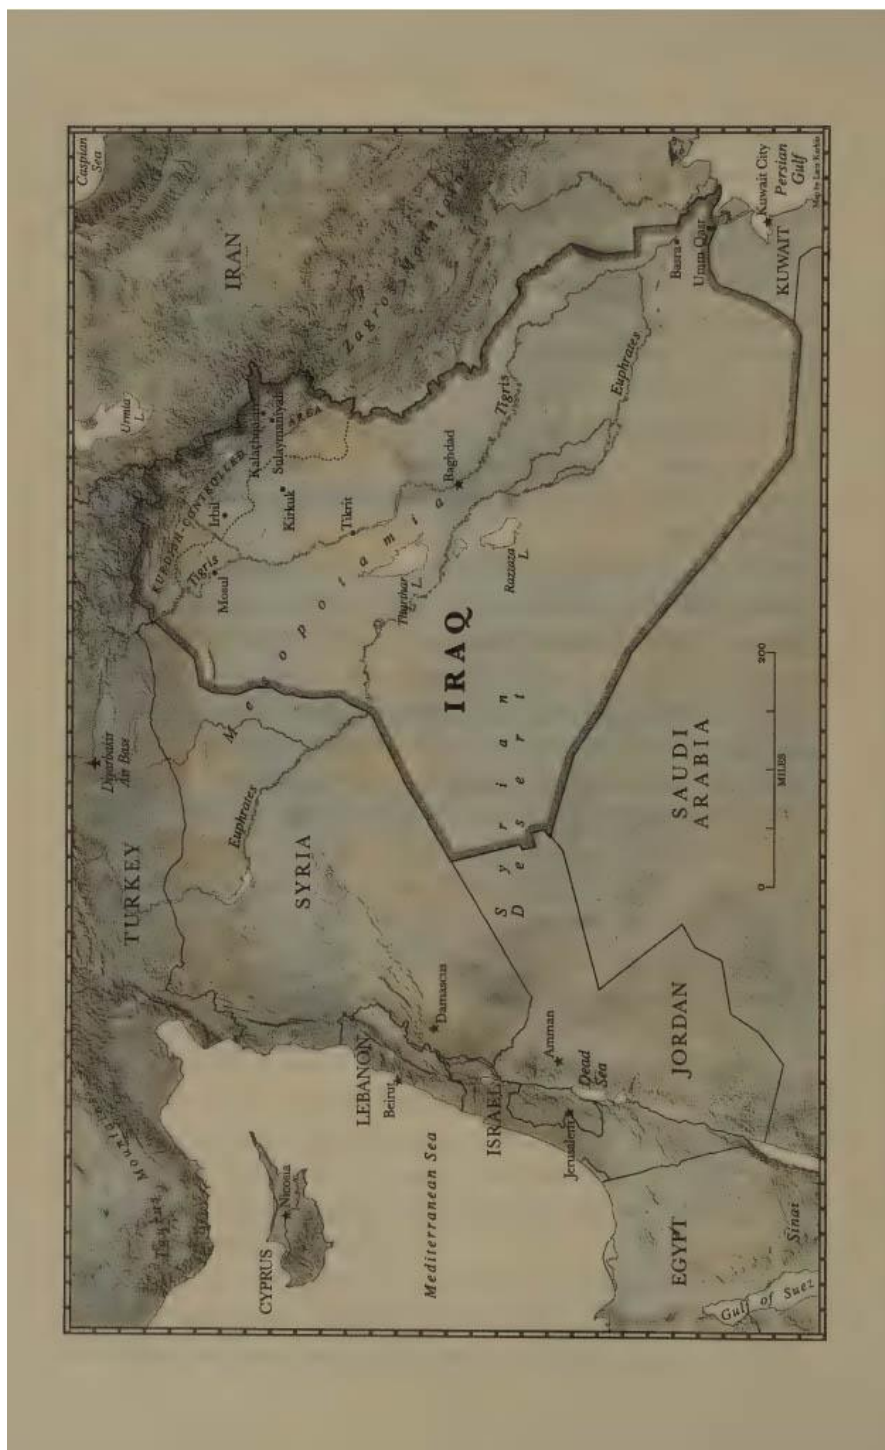 Caspian
Sea
IRAN
Urmia
L.
Zagros Mountains
TURKEY
Diyarbakir
Air Base
Taurus Mountains
KURDISH-CONTROLLED AREA
Kalachualan
Sulaymaniyah
Irbil
Kirkuk
Tigris
Mosul
Tikrit
Mesopotamia
Baghdad
Tigris
Euphrates
Tharthar
L.
Razzaza
L.
IRAQ
Euphrates
SYRIA
Syrian
Desert
CYPRUS
Nicosia
LEBANON
Beirut
Damascus
Mediterranean Sea
ISRAEL
Jerusalem
Amman
Dead
Sea
JORDAN
EGYPT
Sinai
Gulf of Suez
SAUDI
ARABIA
0
200
MILES
Basra
Umm Qasr
KUWAIT
Kuwait City
Persian
Gulf